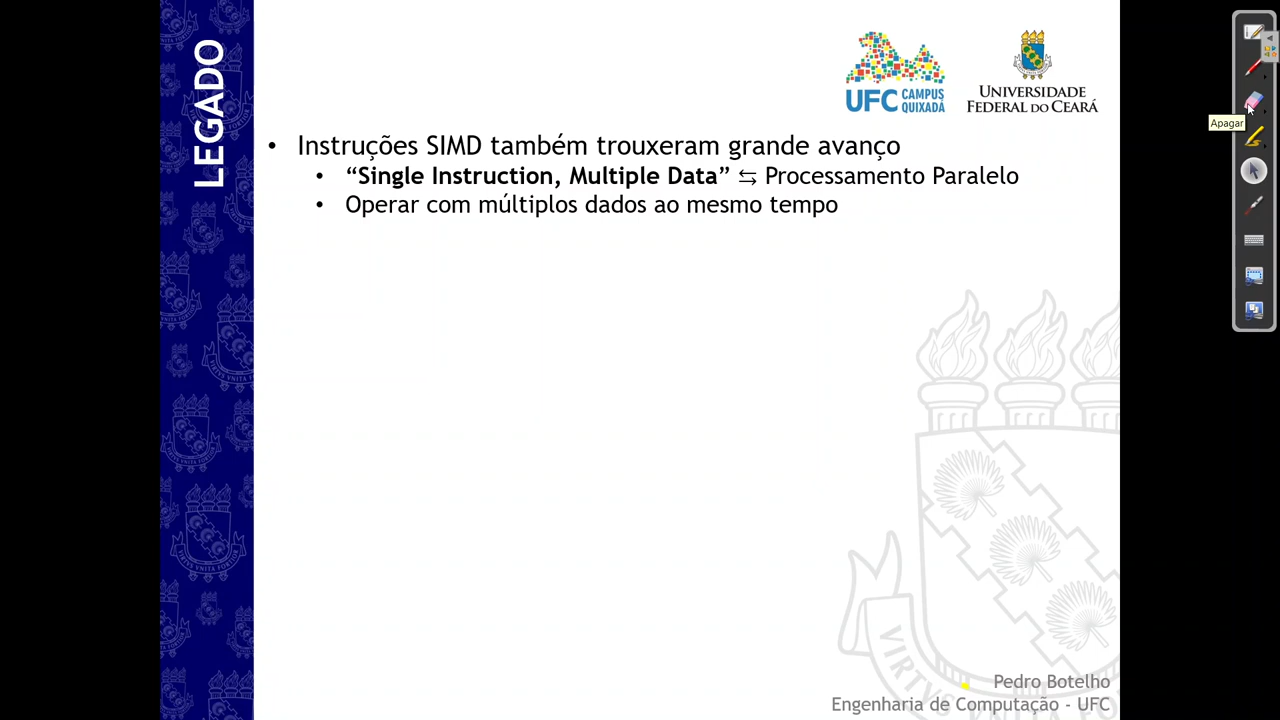 LEGADO
UFC CAMPUS QUIXADÁ
UNIVERSIDADE
FEDERAL DO CEARÁ
• Instruções SIMD também trouxeram grande avanço
• “Single Instruction, Multiple Data” ⇆ Processamento Paralelo
• Operar com múltiplos dados ao mesmo tempo
Apagar
Pedro Botelho
Engenharia de Computação - UFC